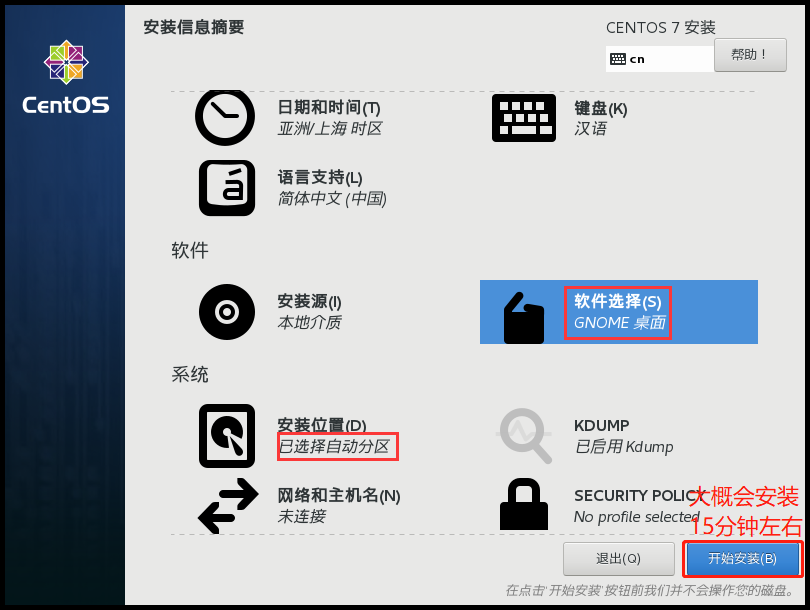 安装信息摘要
CENTOS 7 安装
cn
帮助！
CentOS
日期和时间(T)
亚洲/上海 时区
键盘(K)
汉语
语言支持(L)
简体中文 (中国)
软件
安装源(I)
本地介质
软件选择(S)
GNOME 桌面
系统
安装位置(D)
已选择自动分区
KDUMP
已启用 Kdump
网络和主机名(N)
未连接
SECURITY POLICY
No profile selected
大概会安装
15分钟左右
退出(Q)
开始安装(B)
在点击'开始安装'按钮前我们并不会操作您的磁盘。